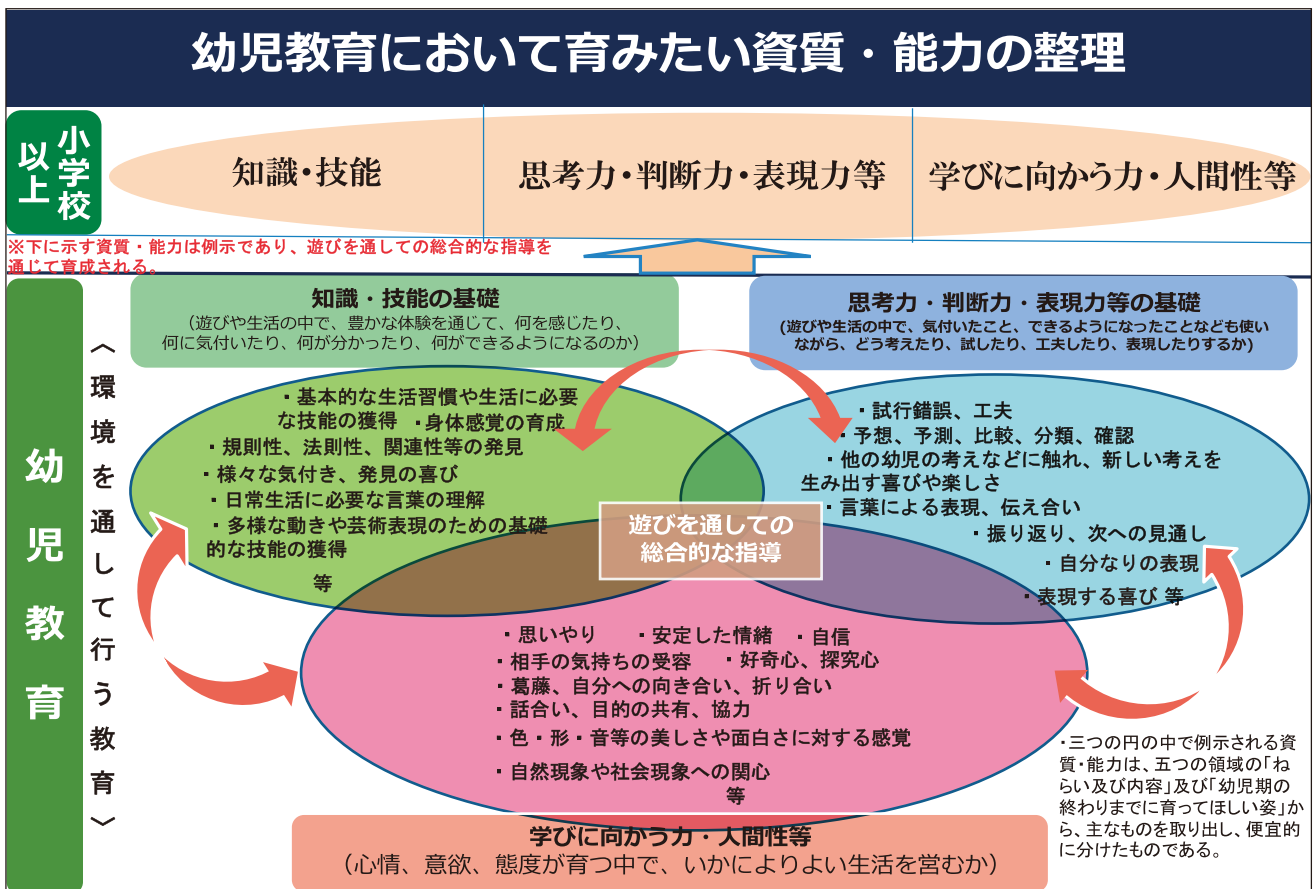 幼児教育において育みたい資質・能力の整理
小学校
以上
知識・技能
思考力・判断力・表現力等
学びに向かう力・人間性等
※下に示す資質・能力は例示であり、遊びを通しての総合的な指導を
通じて育成される。
幼児教育
〈環境を通して行う教育〉
知識・技能の基礎
（遊びや生活の中で、豊かな体験を通じて、何を感じたり、
何に気付いたり、何が分かったり、何ができるようになるのか）
思考力・判断力・表現力等の基礎
(遊びや生活の中で、気付いたこと、できるようになったことなども使い
ながら、どう考えたり、試したり、工夫したり、表現したりするか)
・基本的な生活習慣や生活に必要
な技能の獲得 ・身体感覚の育成
・規則性、法則性、関連性等の発見
・様々な気付き、発見の喜び
・日常生活に必要な言葉の理解
・多様な動きや芸術表現のための基礎
的な技能の獲得
等
・試行錯誤、工夫
・予想、予測、比較、分類、確認
・他の幼児の考えなどに触れ、新しい考えを
生み出す喜びや楽しさ
・言葉による表現、伝え合い
・振り返り、次への見通し
・自分なりの表現
・表現する喜び 等
遊びを通しての
総合的な指導
・思いやり ・安定した情緒 ・自信
・相手の気持ちの受容 ・好奇心、探究心
・葛藤、自分への向き合い、折り合い
・話合い、目的の共有、協力
・色・形・音等の美しさや面白さに対する感覚
・自然現象や社会現象への関心
等
学びに向かう力・人間性等
（心情、意欲、態度が育つ中で、いかによりよい生活を営むか）
・三つの円の中で例示される資
質・能力は、五つの領域の「ね
らい及び内容」及び「幼児期の
終わりまでに育ってほしい姿」か
ら、主なものを取り出し、便宜的
に分けたものである。